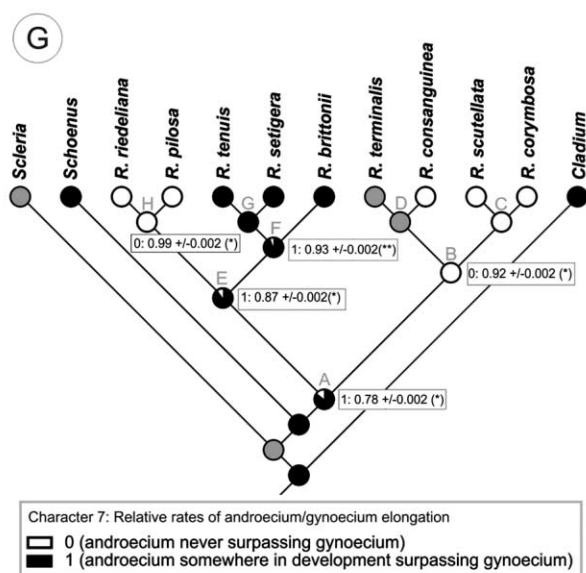 G
Scleria
Schoenus
R. riedeliana
R. pilosa
R. tenuis
R. setigera
R. brittonii
R. terminalis
R. consanguinea
R. scutellata
R. corymbosa
Cladium
H
G
D
C
F
0: 0.99 +/-0.002 (*)
1: 0.93 +/-0.002(**)
B
0: 0.92 +/-0.002 (*)
E
1: 0.87 +/-0.002(*)
A
1: 0.78 +/-0.002 (*)
Character 7: Relative rates of androecium/gynoecium elongation
0 (androecium never surpassing gynoecium)
1 (androecium somewhere in development surpassing gynoecium)